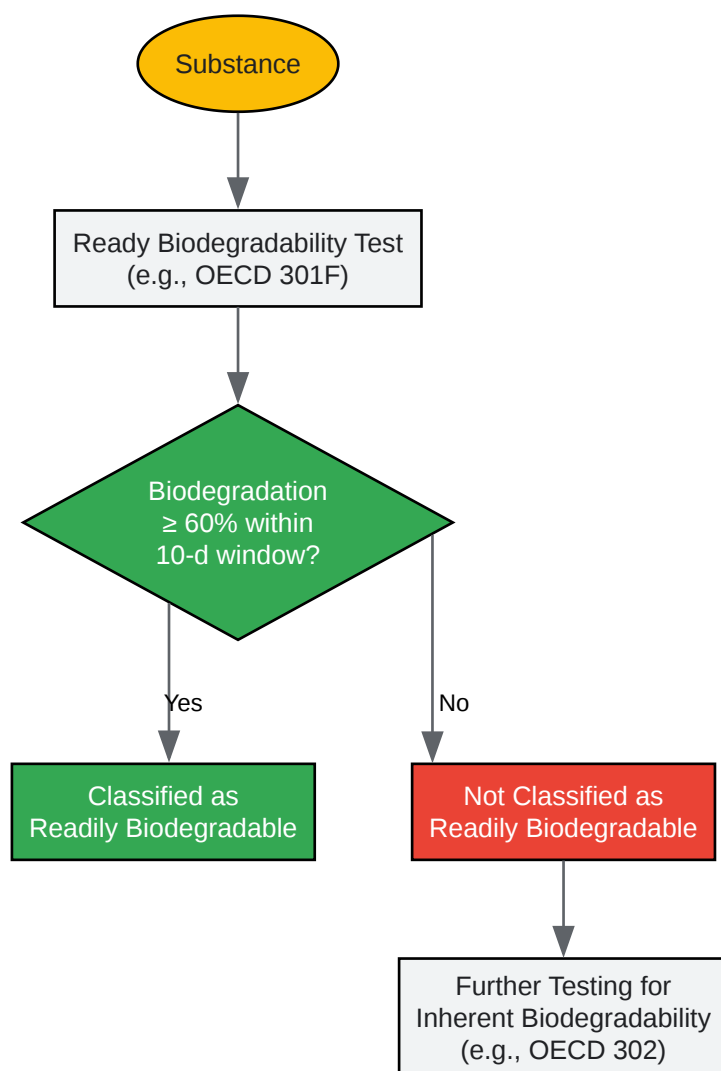 Substance
Ready Biodegradability Test
(e.g., OECD 301F)
Biodegradation
≥ 60% within
10-d window?
Yes
No
Classified as
Readily Biodegradable
Not Classified as
Readily Biodegradable
Further Testing for
Inherent Biodegradability
(e.g., OECD 302)